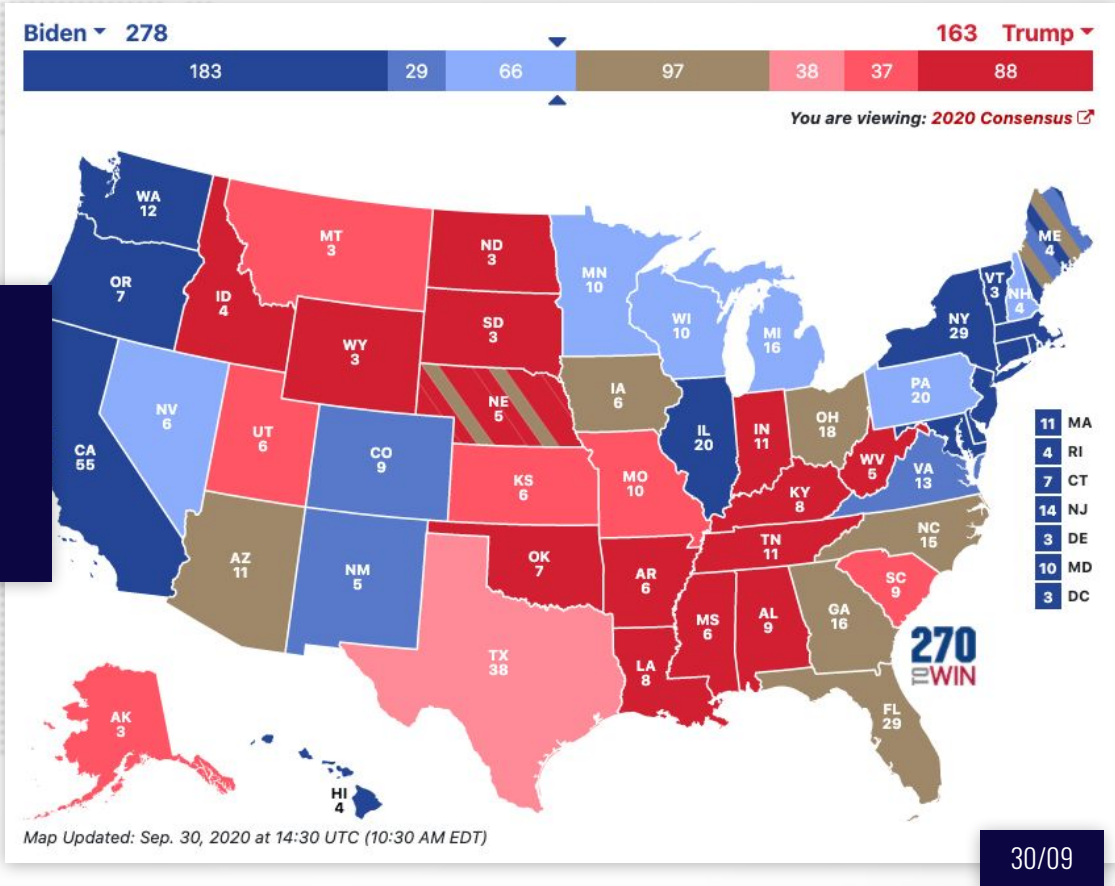 Biden 278
163 Trump
183 29 66 97 38 37 88
You are viewing: 2020 Consensus
WA
12
OR
7
CA
55
NV
6
ID
4
MT
3
WY
3
UT
6
AZ
11
CO
9
NM
5
ND
3
SD
3
NE
5
KS
6
OK
7
TX
38
MN
10
IA
6
MO
10
AR
6
LA
8
WI
10
IL
20
MI
16
IN
11
OH
18
KY
8
TN
11
MS
6
AL
9
GA
16
FL
29
SC
9
NC
15
VA
13
WV
5
PA
20
NY
29
VT
3
NH
4
ME
4
11 MA
4 RI
7 CT
14 NJ
3 DE
10 MD
3 DC
270
TO WIN
AK
3
HI
4
Map Updated: Sep. 30, 2020 at 14:30 UTC (10:30 AM EDT)
30/09